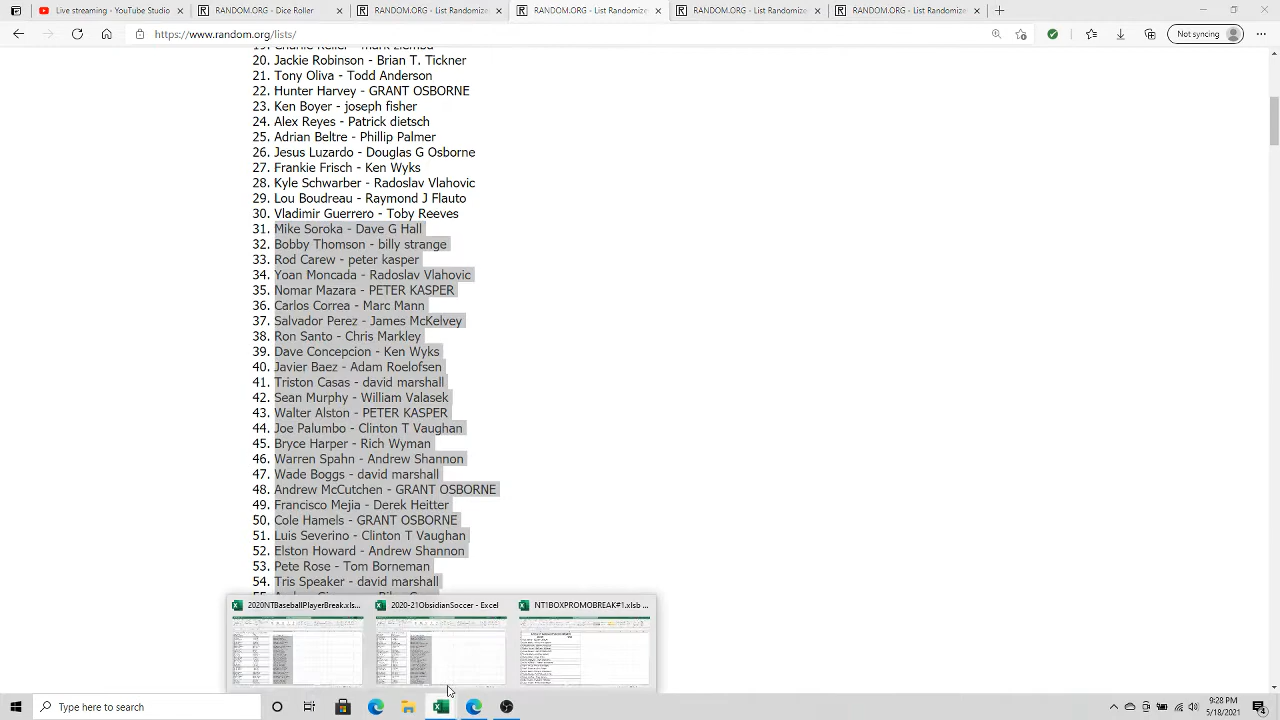 Live streaming - YouTube Studio
RANDOM.ORG - Dice Roller
RANDOM.ORG - List Randomizer
RANDOM.ORG - List Randomize
RANDOM.ORG - List Randomizer
RANDOM.ORG - List Randomizer
https://www.random.org/lists/
Not syncing
19. Charlie Keller - mark ziemba
20. Jackie Robinson - Brian T. Tickner
21. Tony Oliva - Todd Anderson
22. Hunter Harvey - GRANT OSBORNE
23. Ken Boyer - joseph fisher
24. Alex Reyes - Patrick dietsch
25. Adrian Beltre - Phillip Palmer
26. Jesus Luzardo - Douglas G Osborne
27. Frankie Frisch - Ken Wyks
28. Kyle Schwarber - Radoslav Vlahovic
29. Lou Boudreau - Raymond J Flauto
30. Vladimir Guerrero - Toby Reeves
31. Mike Soroka - Dave G Hall
32. Bobby Thomson - billy strange
33. Rod Carew - peter kasper
34. Yoan Moncada - Radoslav Vlahovic
35. Nomar Mazara - PETER KASPER
36. Carlos Correa - Marc Mann
37. Salvador Perez - James McKelvey
38. Ron Santo - Chris Markley
39. Dave Concepcion - Ken Wyks
40. Javier Baez - Adam Roelofsen
41. Triston Casas - david marshall
42. Sean Murphy - William Valasek
43. Walter Alston - PETER KASPER
44. Joe Palumbo - Clinton T Vaughan
45. Bryce Harper - Rich Wyman
46. Warren Spahn - Andrew Shannon
47. Wade Boggs - david marshall
48. Andrew McCutchen - GRANT OSBORNE
49. Francisco Mejia - Derek Heitter
50. Cole Hamels - GRANT OSBORNE
51. Luis Severino - Clinton T Vaughan
52. Elston Howard - Andrew Shannon
53. Pete Rose - Tom Borneman
54. Tris Speaker - david marshall
2020NTBaseballPlayerBreak.xls...
2020-21ObsidianSoccer - Excel
NT1BOXPROMOBREAK#1.xlsb ...
Type here to search
9:28 PM
5/18/2021
4